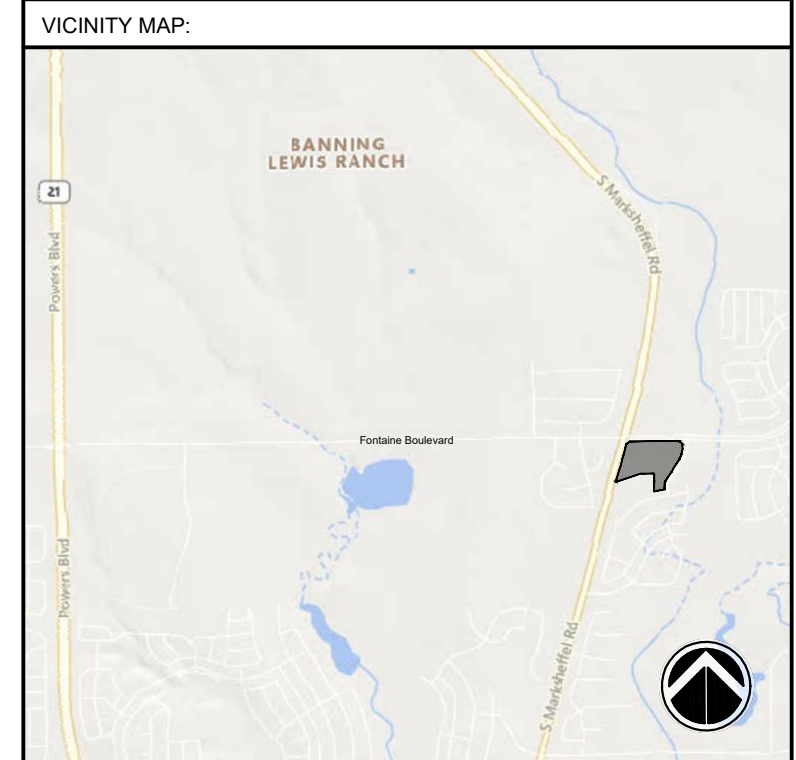 VICINITY MAP:
BANNING
LEWIS RANCH
21
S Marksheffel Rd
Powers Blvd
Fontaine Boulevard
Powers Blvd
S Marksheffel Rd